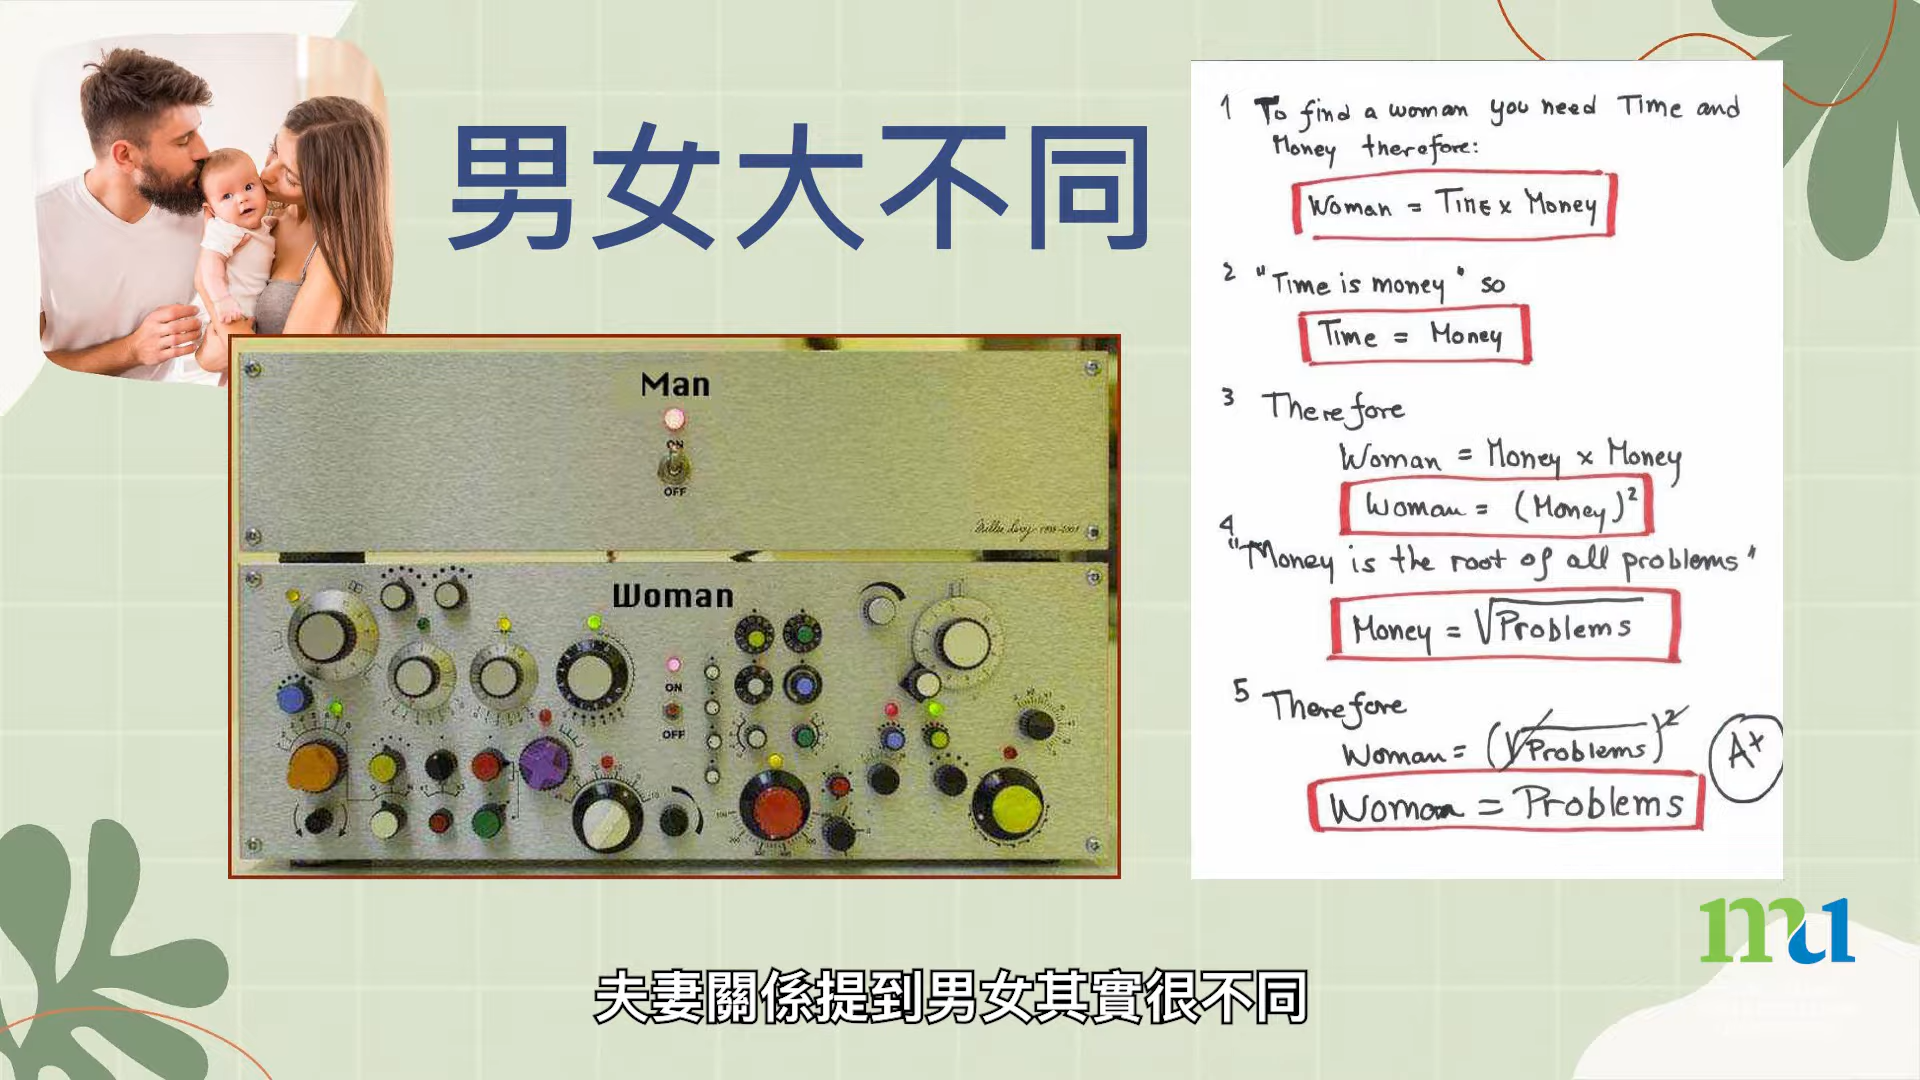 男女大不同
Man
ON
OFF
Woman
ON
OFF
1 To find a woman you need Time and
Money therefore:
Woman = Time x Money
2 "Time is money" so
Time = Money
3 Therefore
Woman = Money x Money
Woman = (Money)²
4
"Money is the root of all problems"
Money = √Problems
5 Therefore
Woman = (√Problems)²
A+
Woman = Problems
mu
夫妻關係提到男女其實很不同